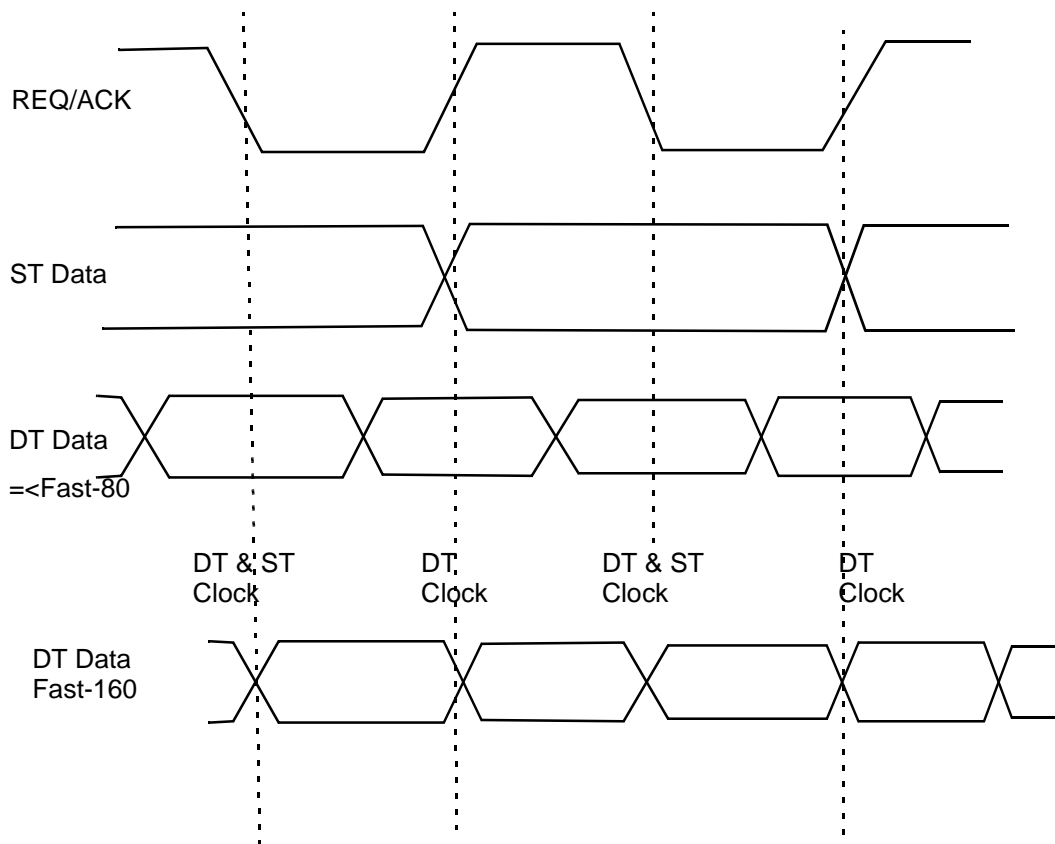 REQ/ACK
ST Data
DT Data
=<Fast-80
DT & ST
Clock
DT
Clock
DT & ST
Clock
DT
Clock
DT Data
Fast-160